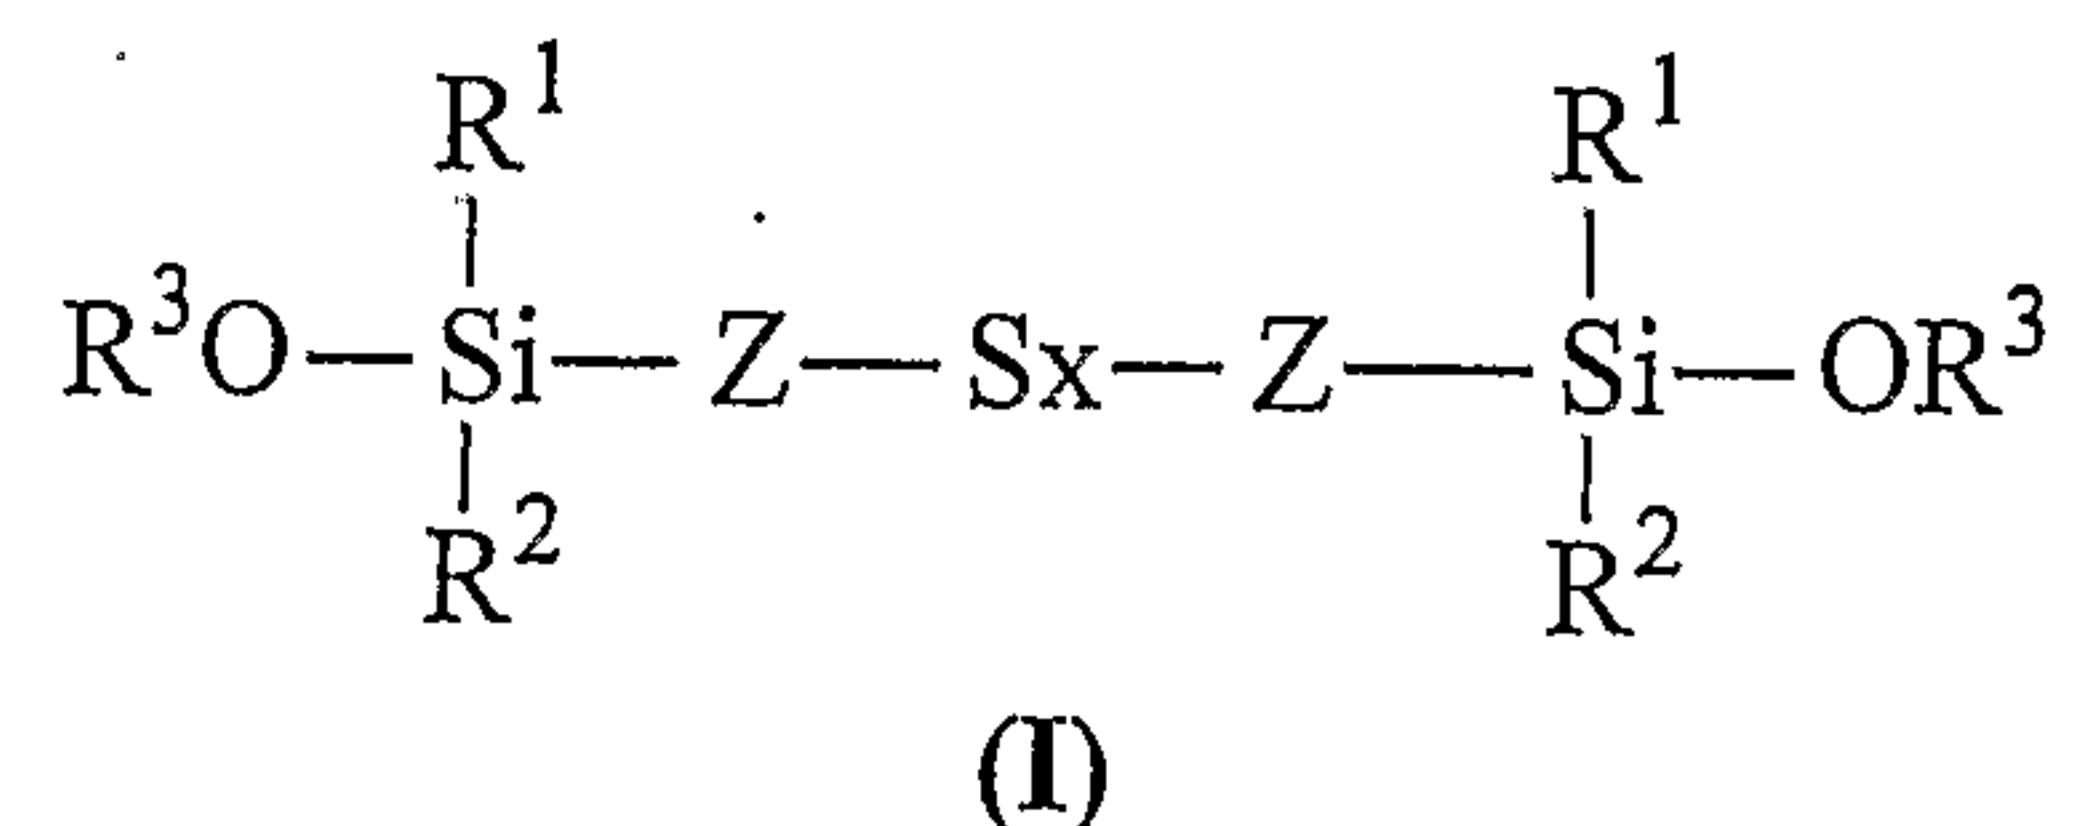 R¹ R¹
R³O—Si—Z—Sx—Z—Si—OR³
R² R²
(I)